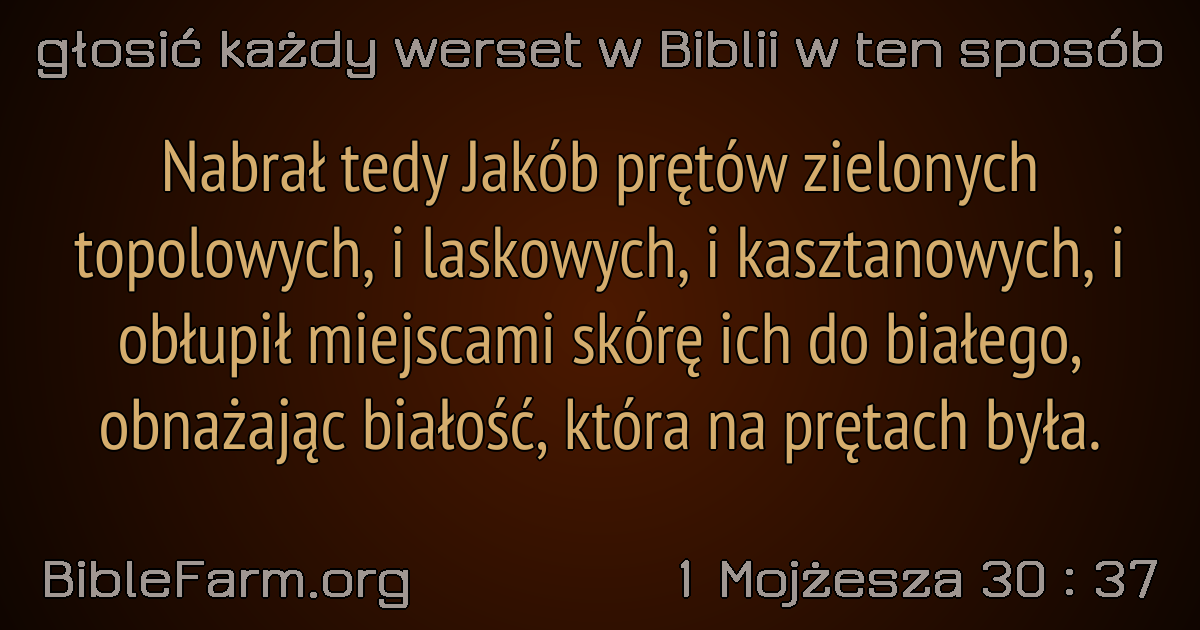 głosić każdy werset w Biblii w ten sposób
Nabrał tedy Jakób prętów zielonych
topolowych, i laskowych, i kasztanowych, i
obłupił miejscami skórę ich do białego,
obnażając białość, która na prętach była.
BibleFarm.org
1 Mojżesza 30 : 37